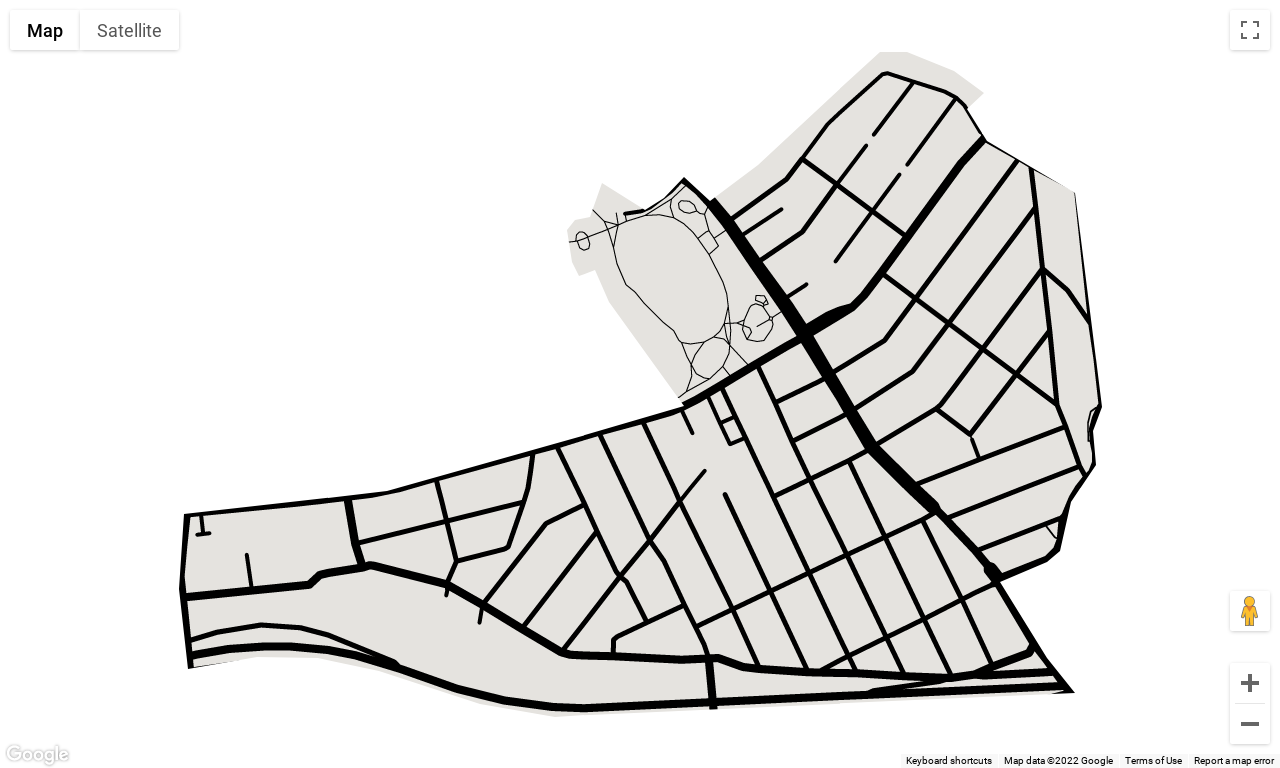 Map Satellite
Google
Keyboard shortcuts Map data ©2022 Google Terms of Use Report a map error